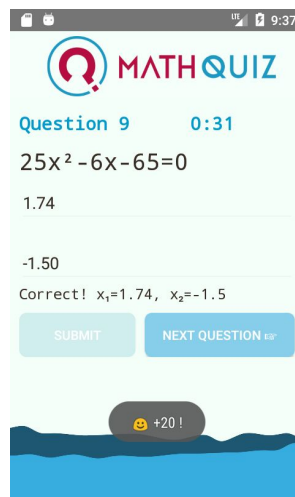 LTE 9:37
MATH QUIZ
Question 9 0:31
25x²-6x-65=0
1.74
-1.50
Correct! x₁=1.74, x₂=-1.5
SUBMIT NEXT QUESTION ☞
😀 +20 !